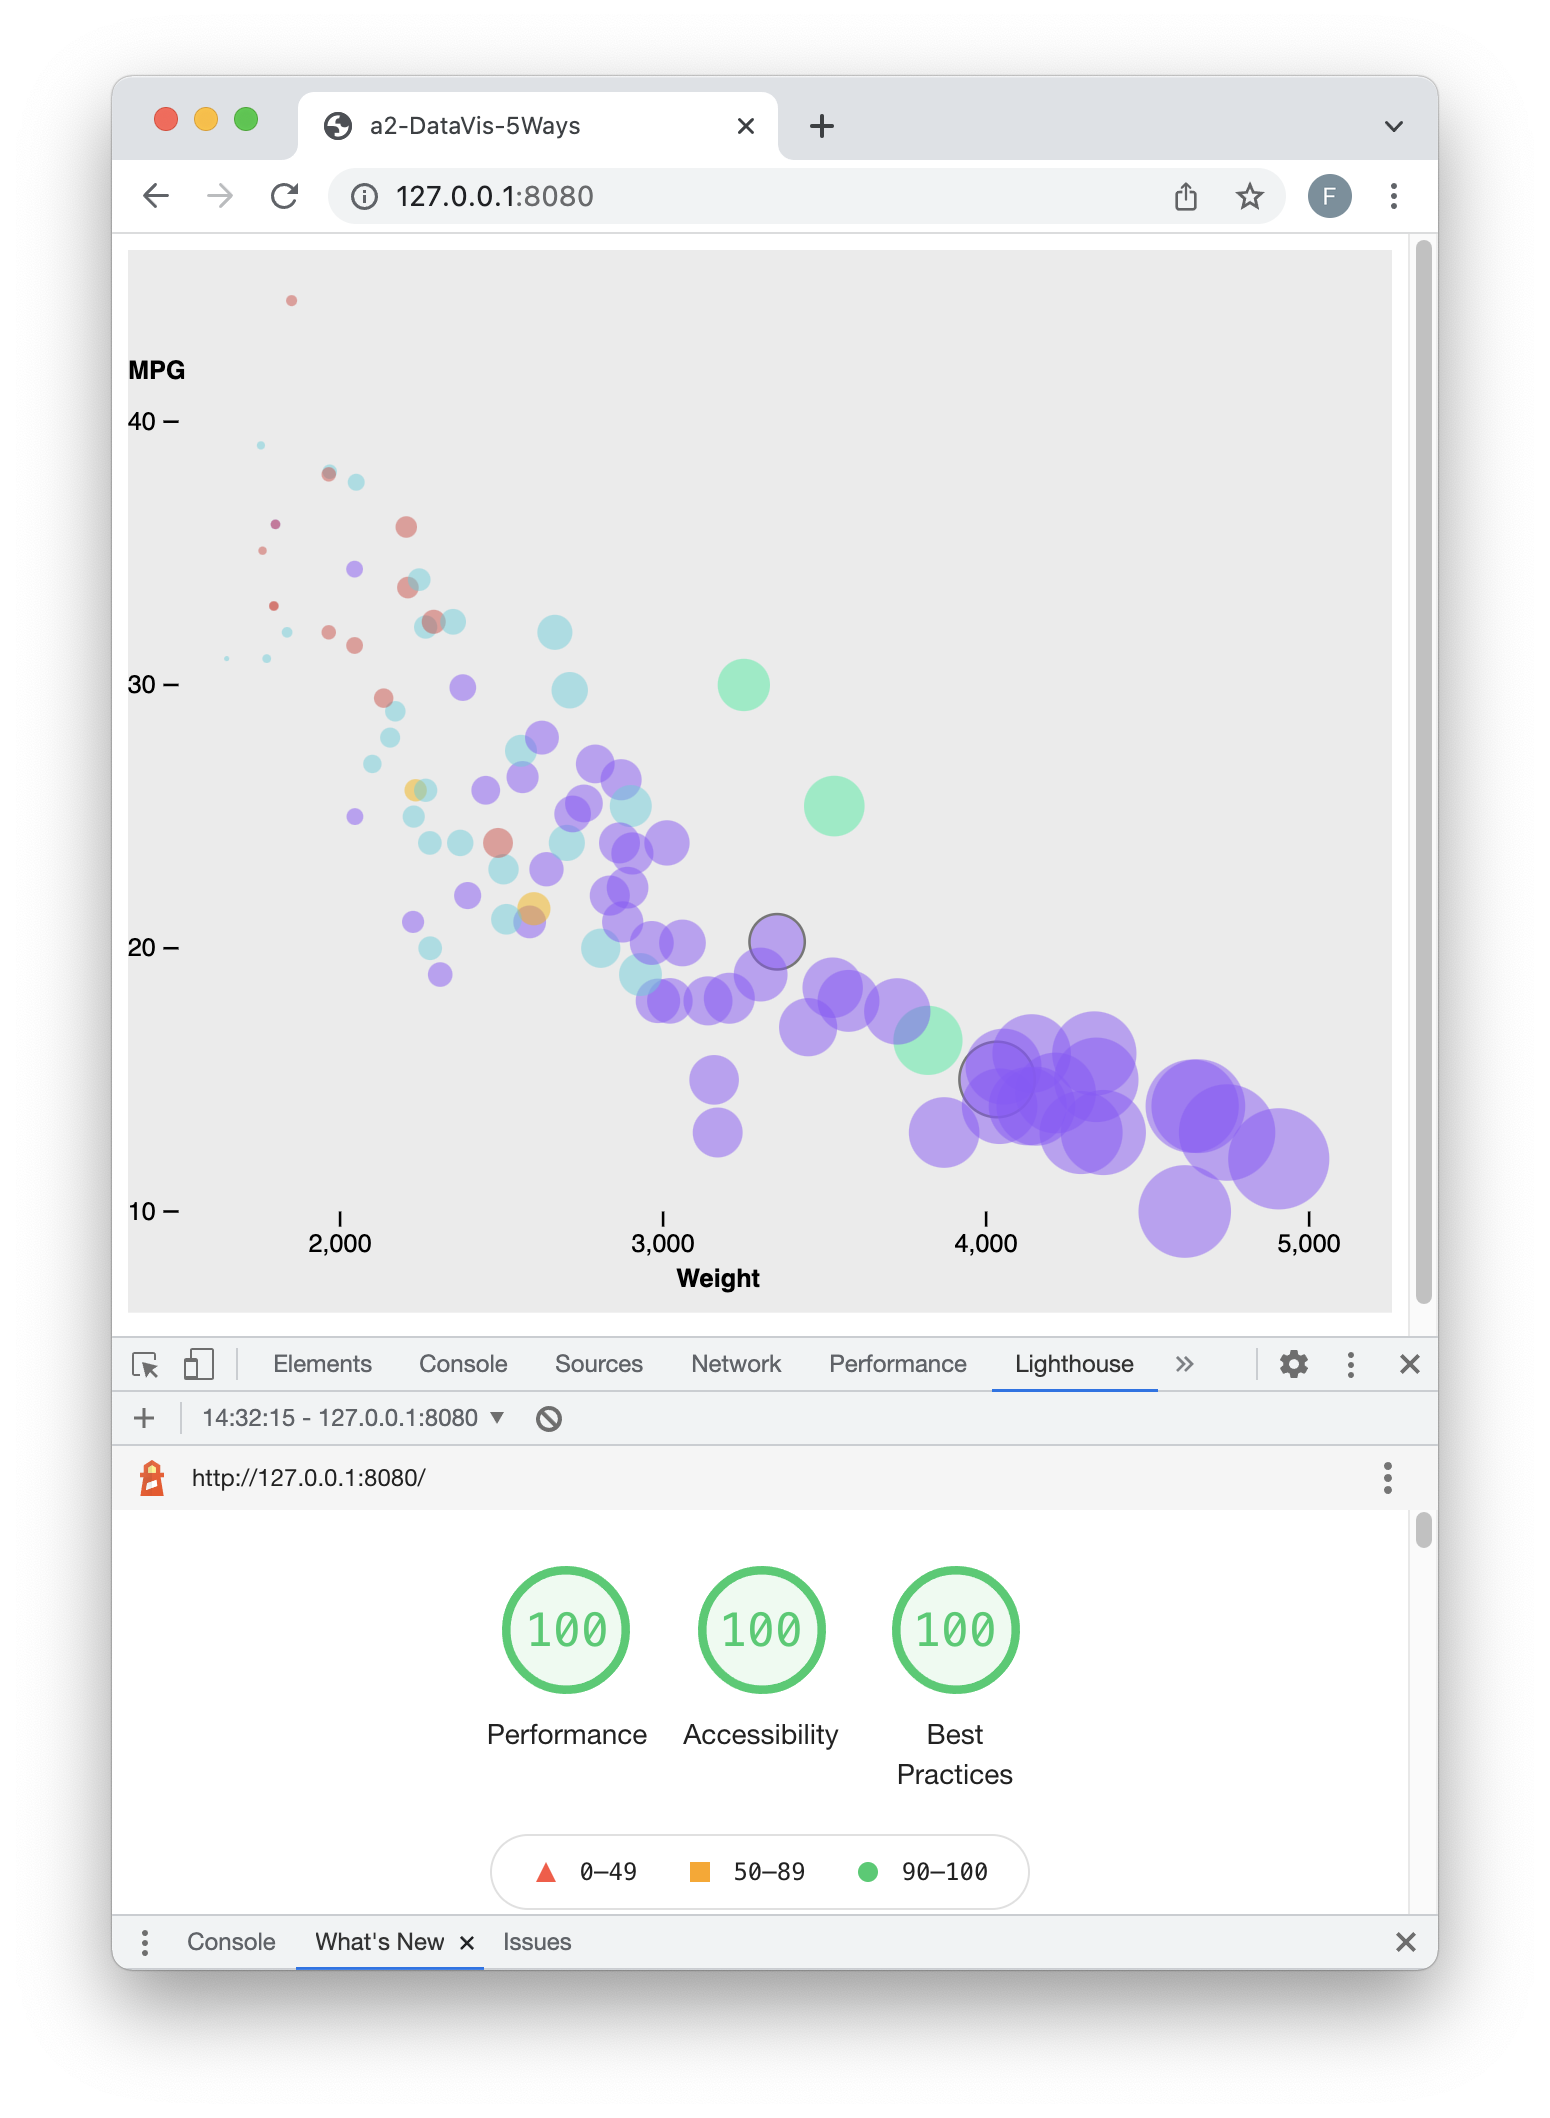 a2-DataVis-5Ways
127.0.0.1:8080
F
MPG
40
30
20
10
2,000 3,000 4,000 5,000
Weight
Elements Console Sources Network Performance Lighthouse
14:32:15 - 127.0.0.1:8080
http://127.0.0.1:8080/
100 100 100
Performance Accessibility Best
Practices
0–49 50–89 90–100
Console What's New Issues